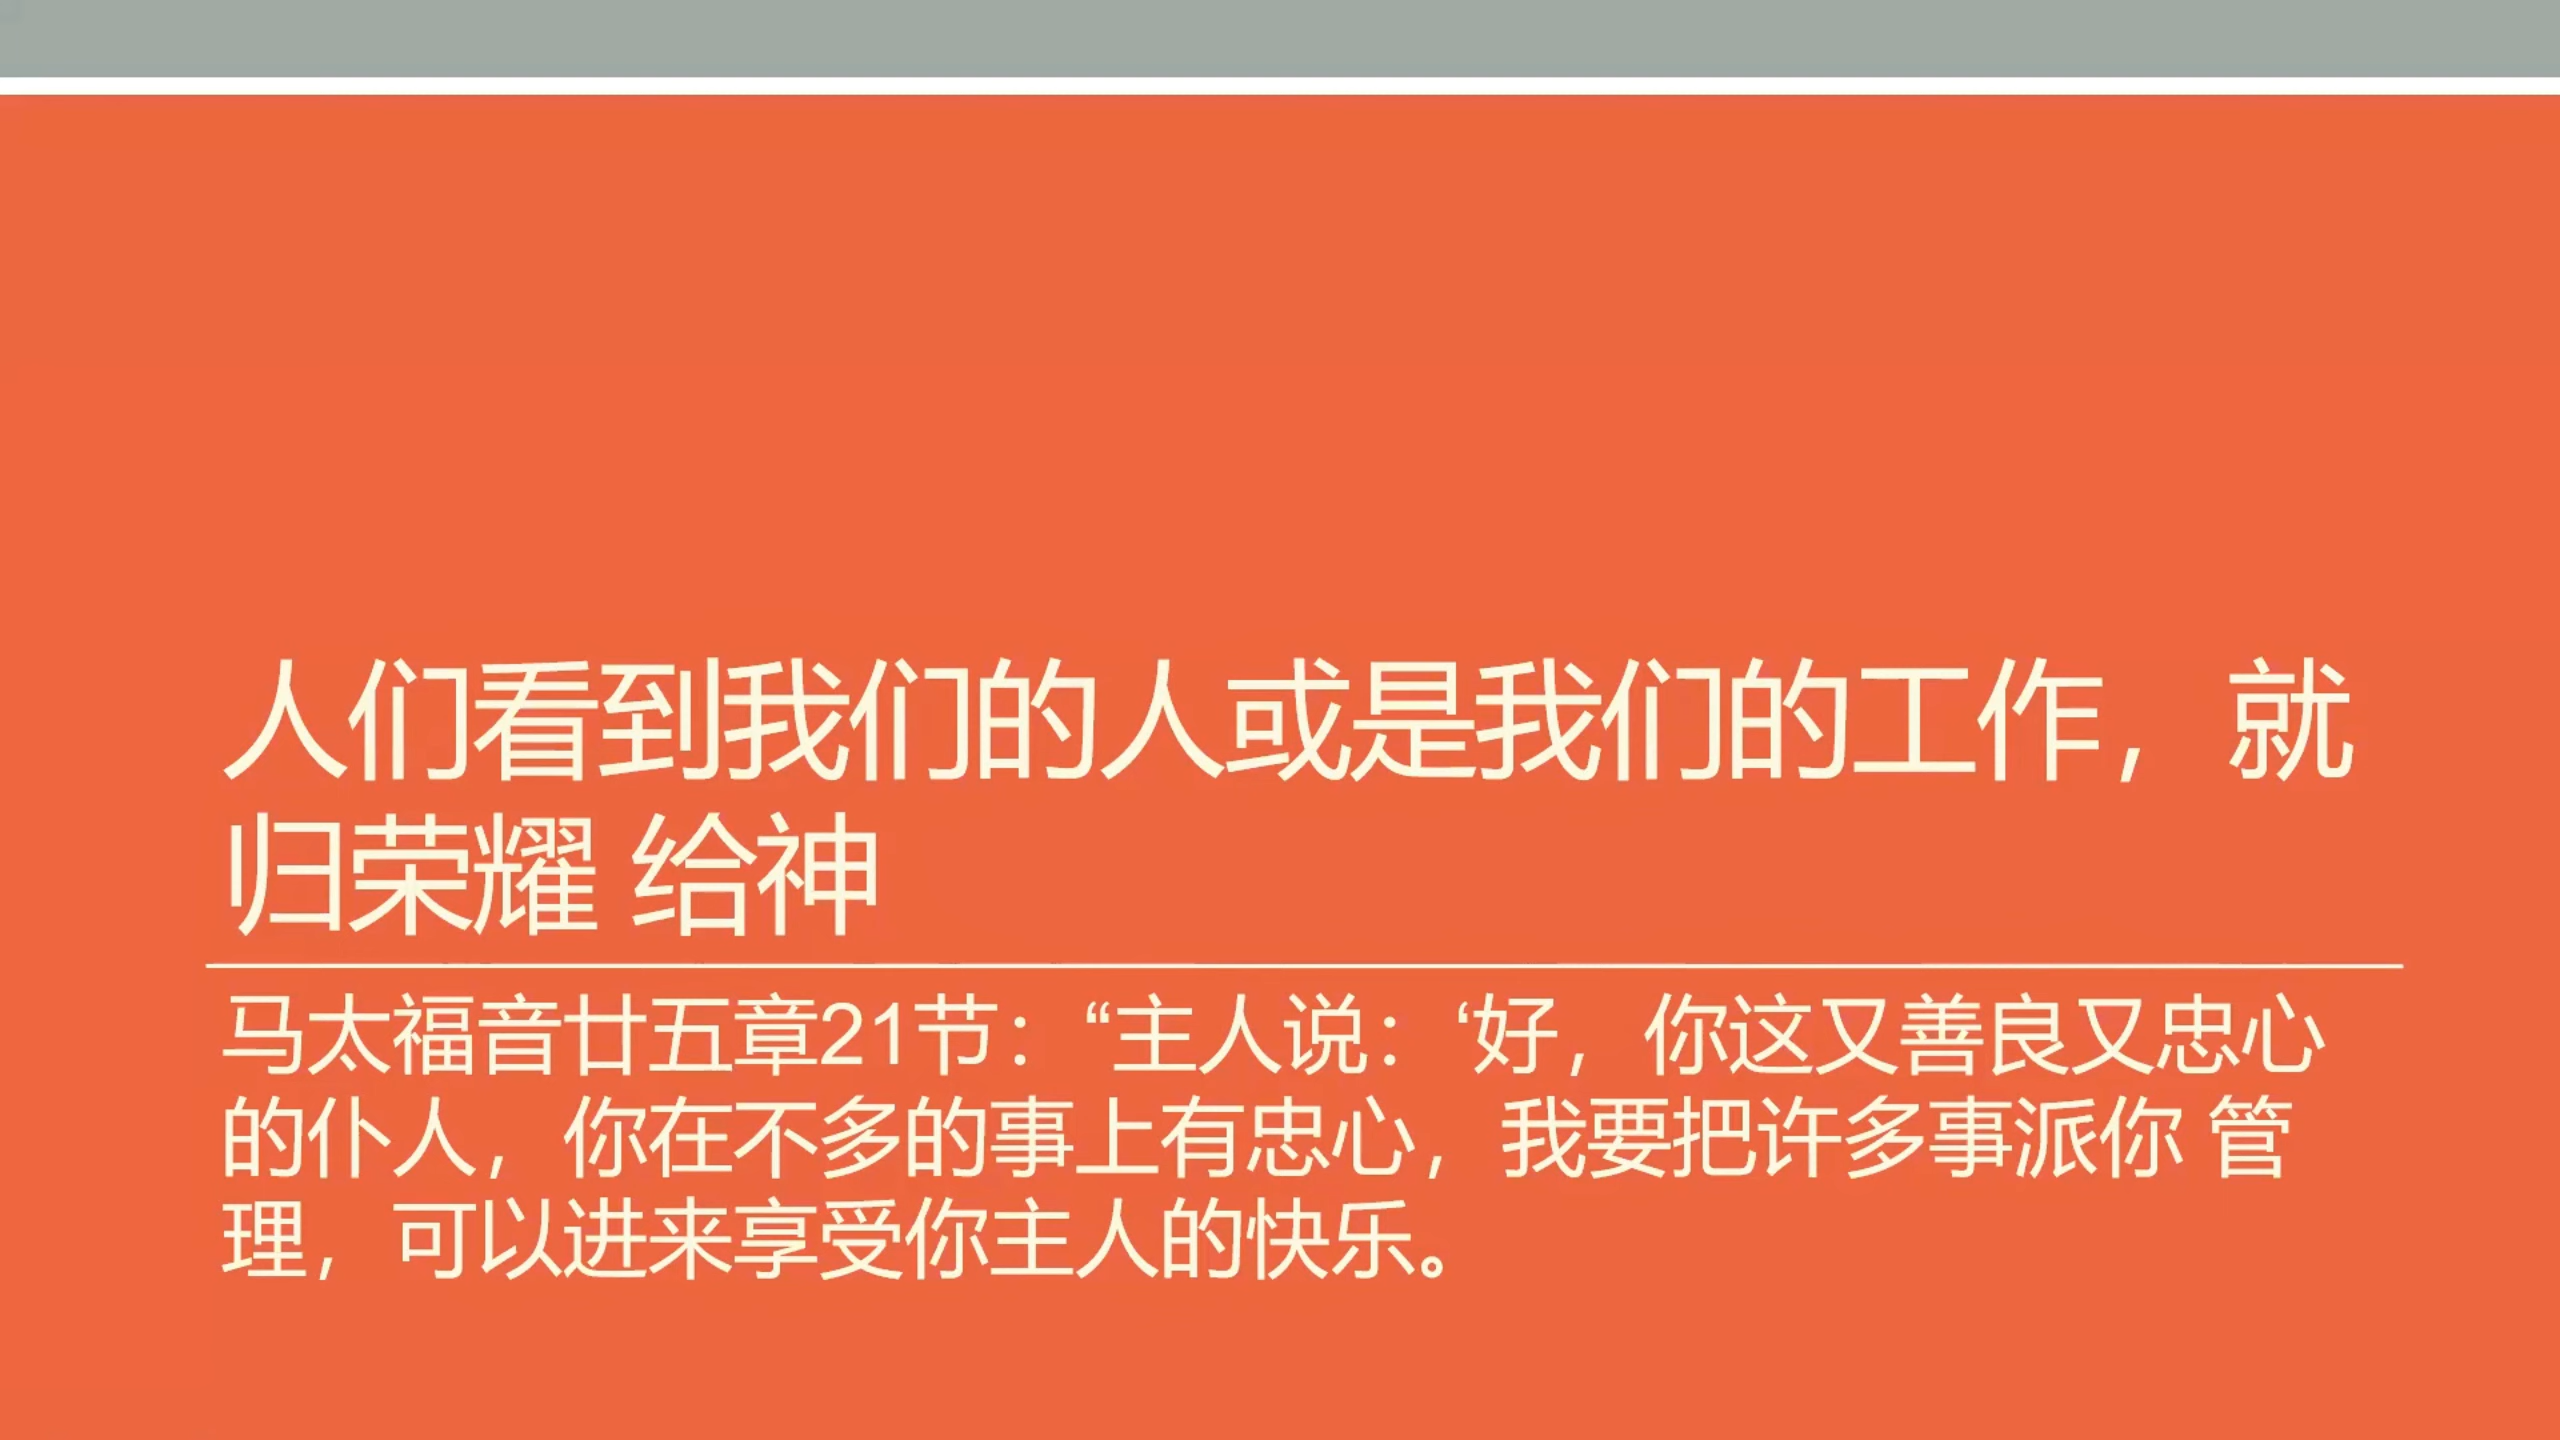 人们看到我们的人或是我们的工作，就
归荣耀 给神
马太福音廿五章21节：“主人说：‘好，你这又善良又忠心
的仆人，你在不多的事上有忠心，我要把许多事派你 管
理，可以进来享受你主人的快乐。